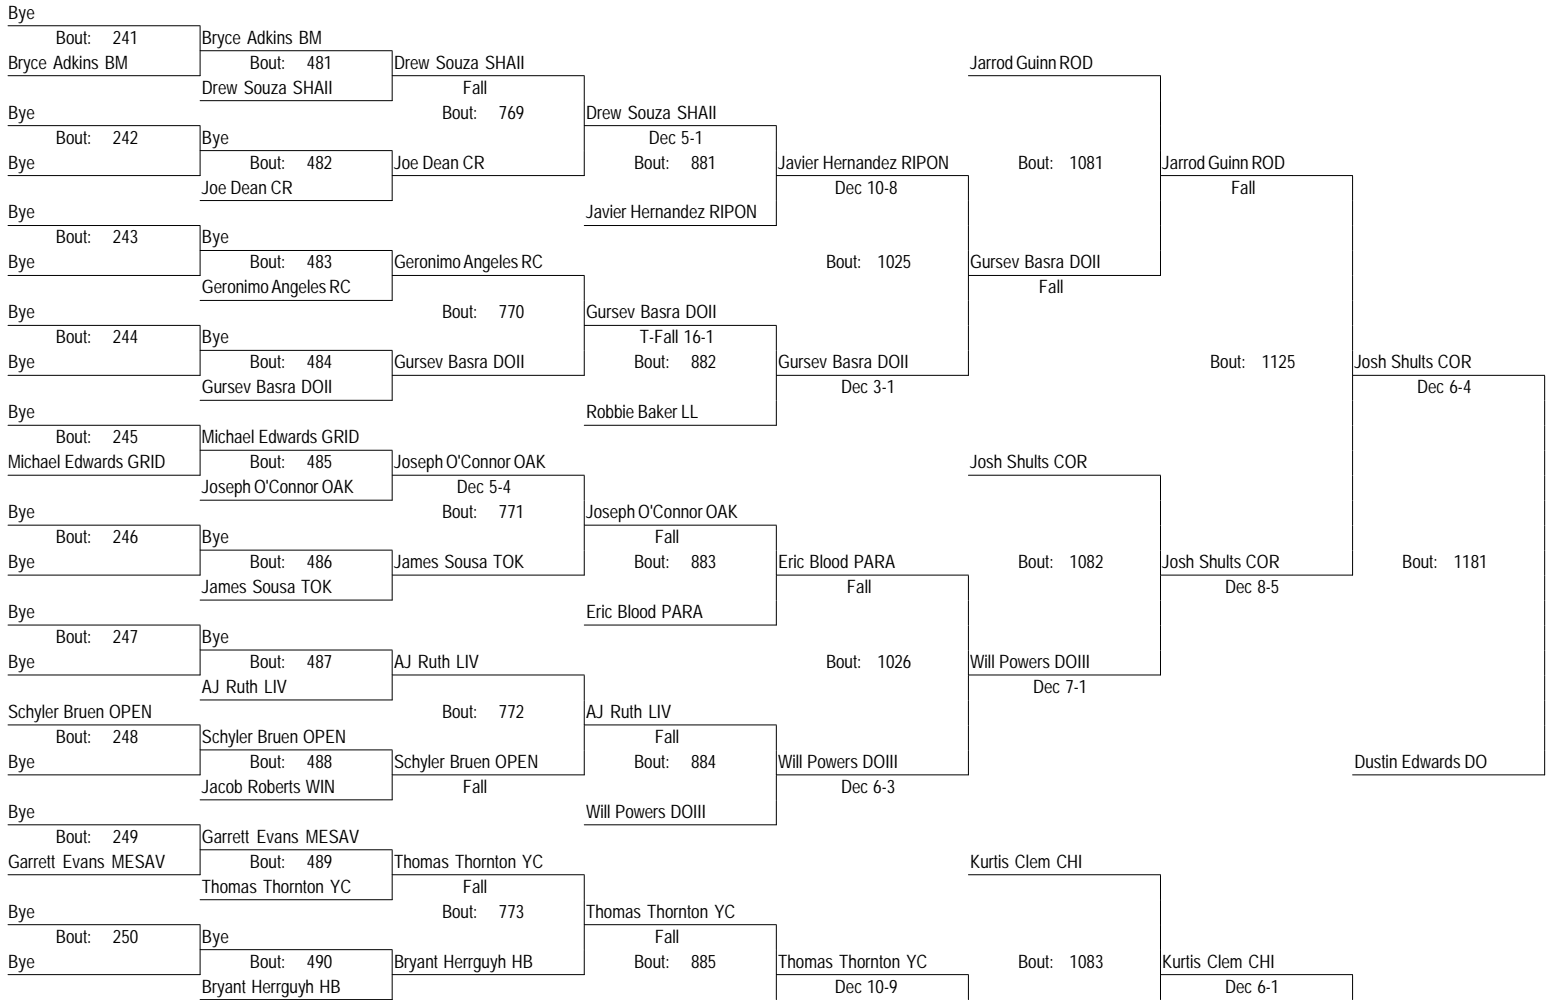 Bye
Bout: 241 Bryce Adkins BM
Bryce Adkins BM Bout: 481 Drew Souza SHAII Jarrod Guinn ROD
Drew Souza SHAII Fall
Bye Bout: 769 Drew Souza SHAII
Bout: 242 Bye Dec 5-1
Bye Bout: 482 Joe Dean CR Bout: 881 Javier Hernandez RIPON Bout: 1081 Jarrod Guinn ROD
Joe Dean CR Dec 10-8 Fall
Bye Javier Hernandez RIPON
Bout: 243 Bye
Bye Bout: 483 Geronimo Angeles RC Bout: 1025 Gursev Basra DOII
Geronimo Angeles RC Fall
Bye Bout: 770 Gursev Basra DOII
Bout: 244 Bye T-Fall 16-1
Bye Bout: 484 Gursev Basra DOII Bout: 882 Gursev Basra DOII Bout: 1125 Josh Shults COR
Gursev Basra DOII Dec 3-1 Dec 6-4
Bye Robbie Baker LL
Bout: 245 Michael Edwards GRID
Michael Edwards GRID Bout: 485 Joseph O'Connor OAK Josh Shults COR
Joseph O'Connor OAK Dec 5-4
Bye Bout: 771 Joseph O'Connor OAK
Bout: 246 Bye Fall
Bye Bout: 486 James Sousa TOK Bout: 883 Eric Blood PARA Bout: 1082 Josh Shults COR Bout: 1181
James Sousa TOK Fall Dec 8-5
Bye Eric Blood PARA
Bout: 247 Bye
Bye Bout: 487 AJ Ruth LIV Bout: 1026 Will Powers DOIII
AJ Ruth LIV Dec 7-1
Schyler Bruen OPEN Bout: 772 AJ Ruth LIV
Bout: 248 Schyler Bruen OPEN Fall
Bye Bout: 488 Schyler Bruen OPEN Bout: 884 Will Powers DOIII Dustin Edwards DO
Jacob Roberts WIN Fall Dec 6-3
Bye Will Powers DOIII
Bout: 249 Garrett Evans MESAV
Garrett Evans MESAV Bout: 489 Thomas Thornton YC Kurtis Clem CHI
Thomas Thornton YC Fall
Bye Bout: 773 Thomas Thornton YC
Bout: 250 Bye Fall
Bye Bout: 490 Bryant Herrguyh HB Bout: 885 Thomas Thornton YC Bout: 1083 Kurtis Clem CHI
Bryant Herrguyh HB Dec 10-9 Dec 6-1